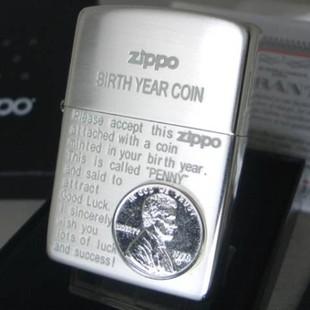 zippo
BIRTH YEAR COIN
Please accept this zippo
attached with a coin
minted in your birth year.
This is called "PENNY"
and said to
attract
Good Luck.
I sincerely
wish you
lots of luck
and success!
IN GOD WE TRUST
LIBERTY